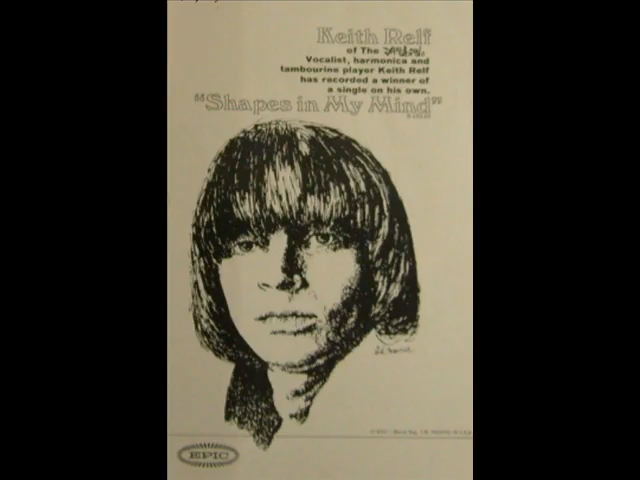 Keith Relf
of The Yardbirds.
Vocalist, harmonica and
tambourine player Keith Relf
has recorded a winner of
a single on his own.
“Shapes in My Mind”
EPIC